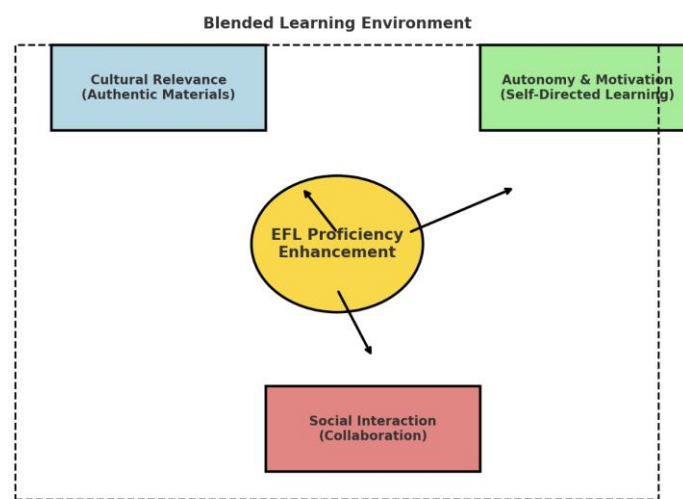 Blended Learning Environment
Cultural Relevance
(Authentic Materials)
Autonomy & Motivation
(Self-Directed Learning)
EFL Proficiency
Enhancement
Social Interaction
(Collaboration)